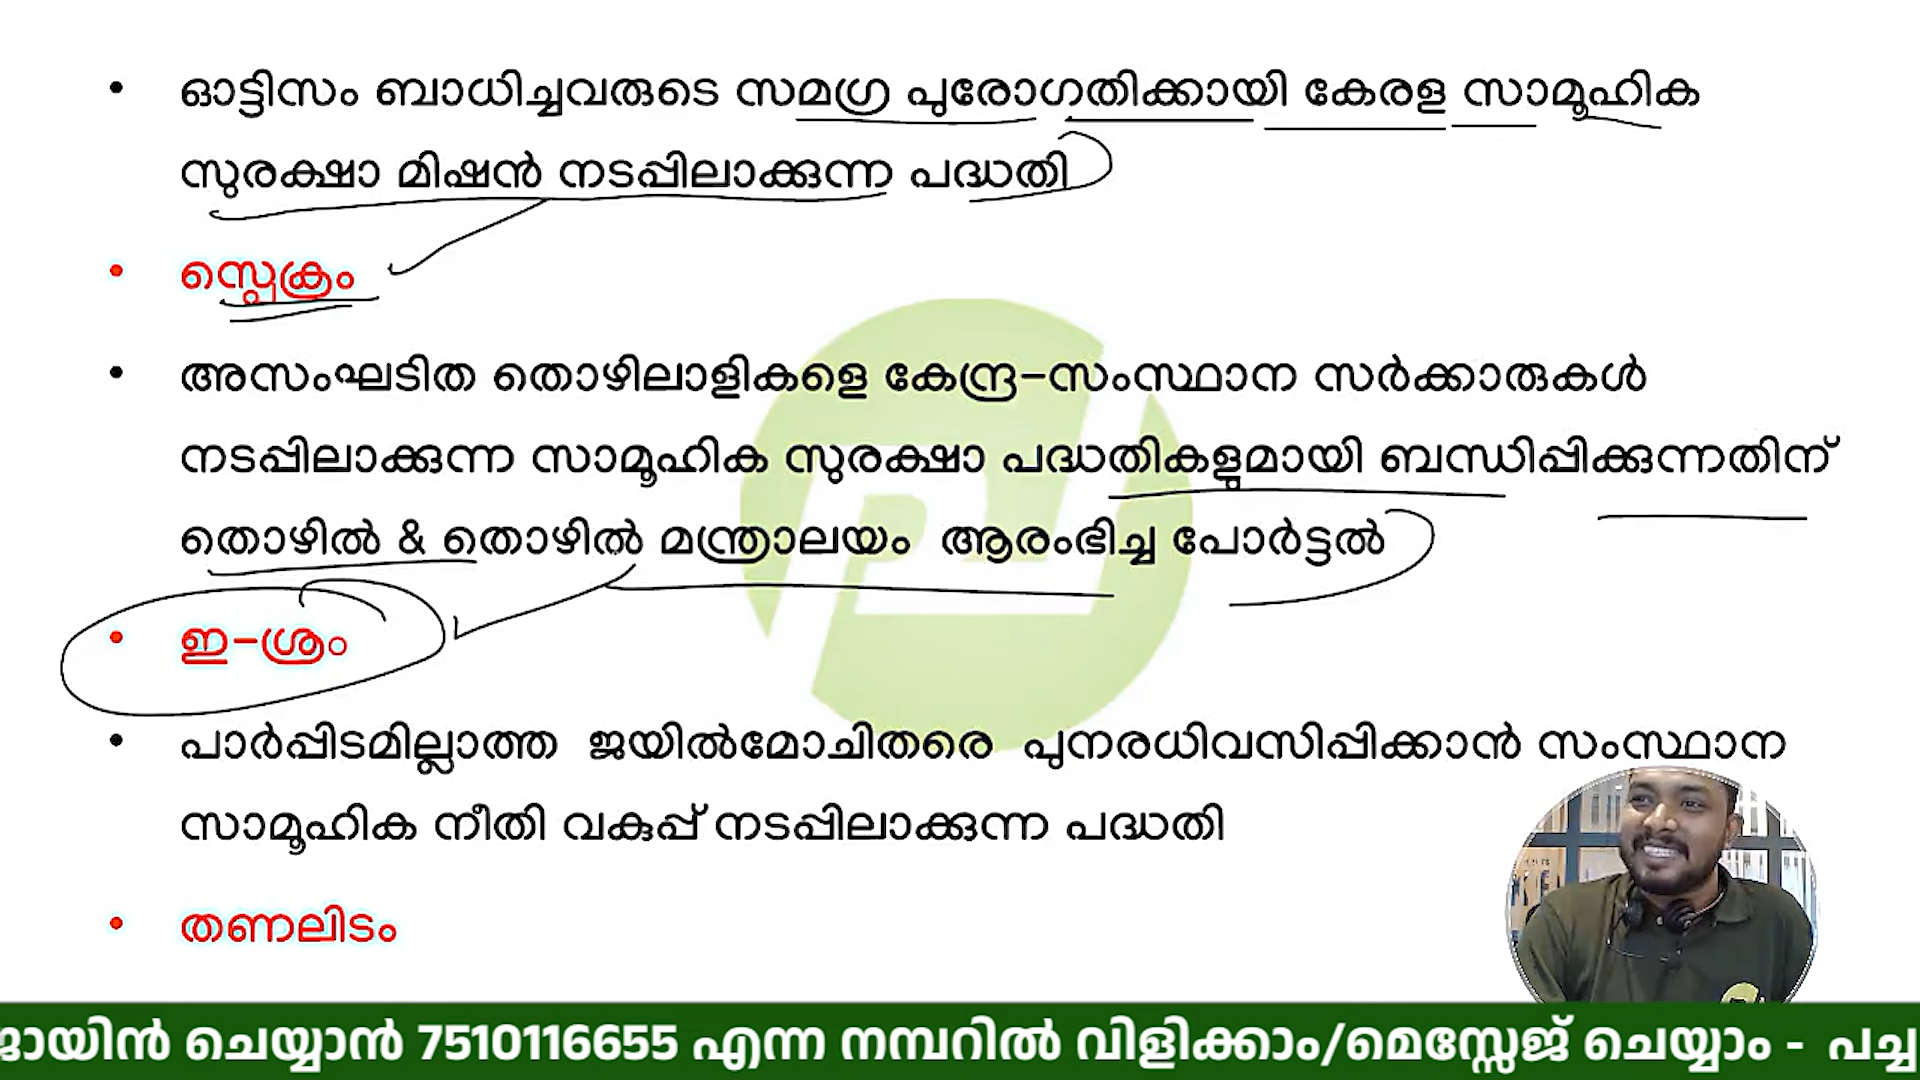 • ഓട്ടിസം ബാധിച്ചവരുടെ സമഗ്ര പുരോഗതിക്കായി കേരള സാമൂഹിക
സുരക്ഷാ മിഷൻ നടപ്പിലാക്കുന്ന പദ്ധതി
• സ്പെക്രം
• അസംഘടിത തൊഴിലാളികളെ കേന്ദ്ര-സംസ്ഥാന സർക്കാരുകൾ
നടപ്പിലാക്കുന്ന സാമൂഹിക സുരക്ഷാ പദ്ധതികളുമായി ബന്ധിപ്പിക്കുന്നതിന്
തൊഴിൽ & തൊഴിൽ മന്ത്രാലയം ആരംഭിച്ച പോർട്ടൽ
• ഇ-ശ്രം
• പാർപ്പിടമില്ലാത്ത ജയിൽമോചിതരെ പുനരധിവസിപ്പിക്കാൻ സംസ്ഥാന
സാമൂഹിക നീതി വകുപ്പ് നടപ്പിലാക്കുന്ന പദ്ധതി
• തണലിടം
ജോയിൻ ചെയ്യാൻ 7510116655 എന്ന നമ്പറിൽ വിളിക്കാം/മെസ്സേജ് ചെയ്യാം - പച്ച